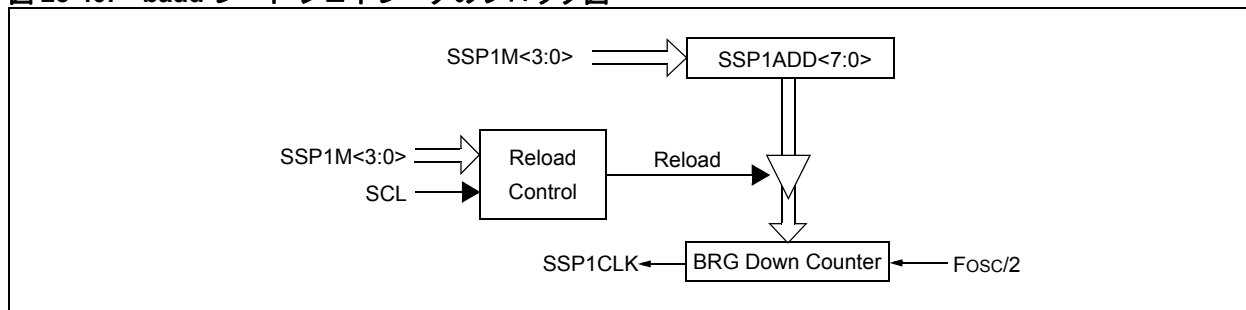 SSP1M<3:0>
SSP1ADD<7:0>
SSP1M<3:0>
SCL
Reload
Control
Reload
SSP1CLK
BRG Down Counter
FOSC/2